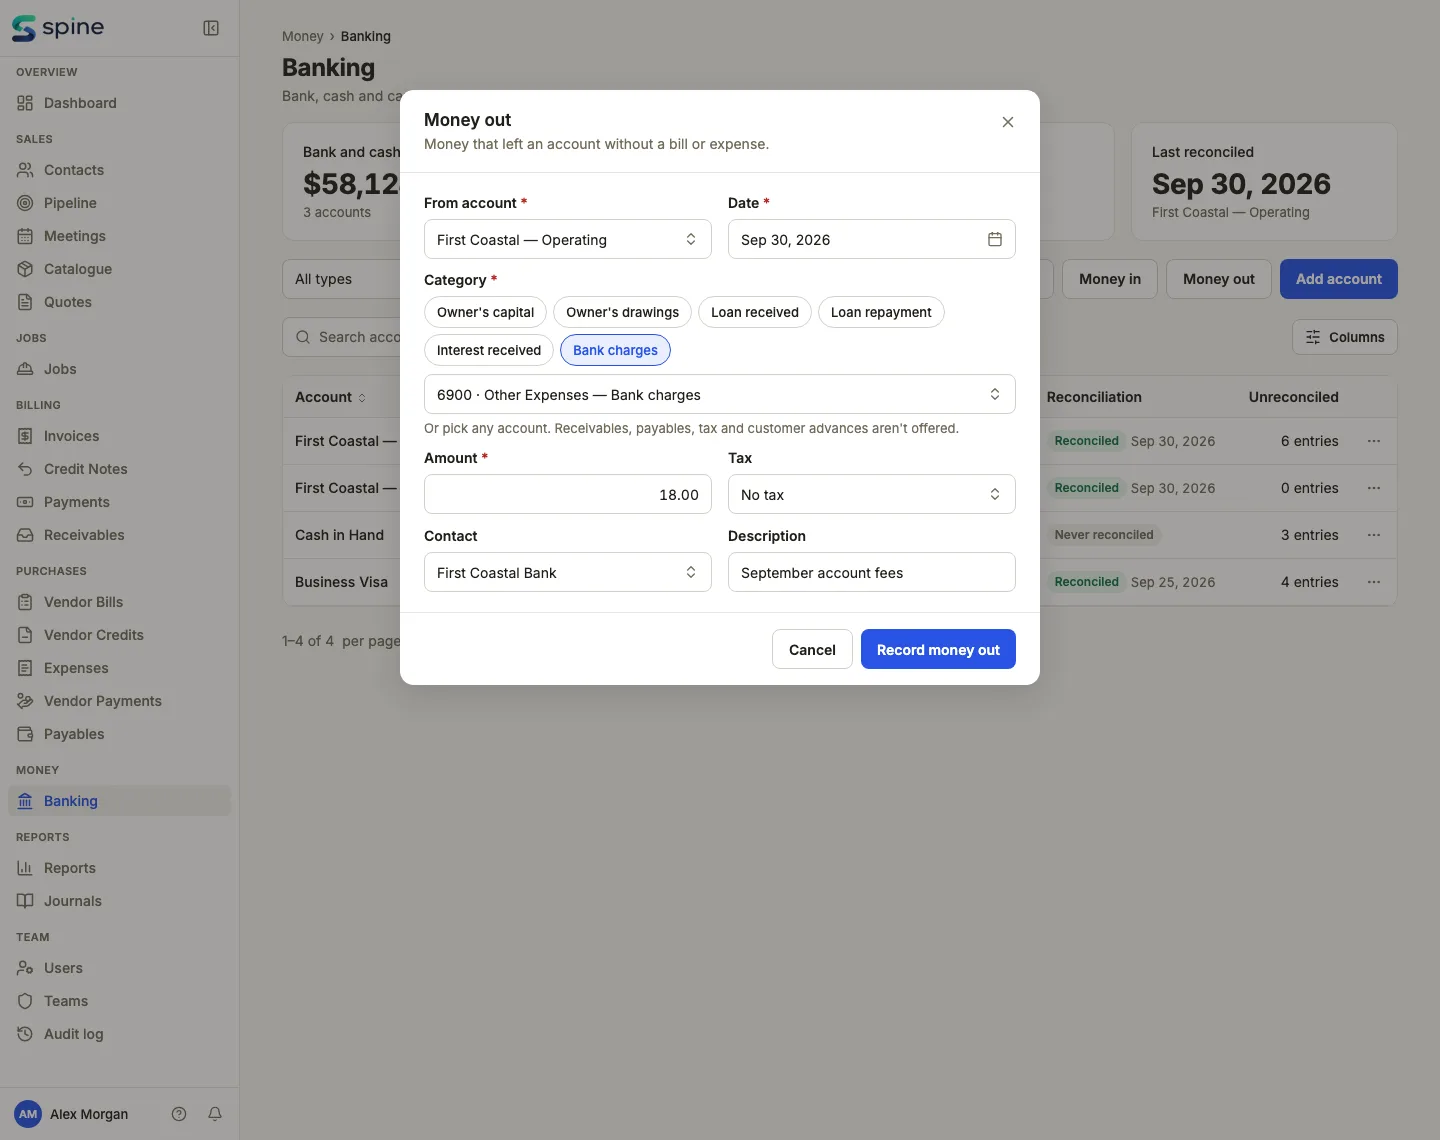 spine
OVERVIEW
Dashboard
SALES
Contacts
Pipeline
Meetings
Catalogue
Quotes
JOBS
Jobs
BILLING
Invoices
Credit Notes
Payments
Receivables
PURCHASES
Vendor Bills
Vendor Credits
Expenses
Vendor Payments
Payables
MONEY
Banking
REPORTS
Reports
Journals
TEAM
Users
Teams
Audit log
AM Alex Morgan
Money › Banking
Banking
Bank, cash and
Bank and cash
$58,12
3 accounts
Last reconciled
Sep 30, 2026
First Coastal — Operating
All types
Money in
Money out
Add account
Search
Columns
Account
Reconciliation
Unreconciled
First Coastal —
Reconciled Sep 30, 2026
6 entries
First Coastal —
Reconciled Sep 30, 2026
0 entries
Cash in Hand
Never reconciled
3 entries
Business Visa
Reconciled Sep 25, 2026
4 entries
1–4 of 4 per page
Money out
Money that left an account without a bill or expense.
From account *
Date *
First Coastal — Operating
Sep 30, 2026
Category *
Owner's capital
Owner's drawings
Loan received
Loan repayment
Interest received
Bank charges
6900 · Other Expenses — Bank charges
Or pick any account. Receivables, payables, tax and customer advances aren't offered.
Amount *
Tax
18.00
No tax
Contact
Description
First Coastal Bank
September account fees
Cancel
Record money out